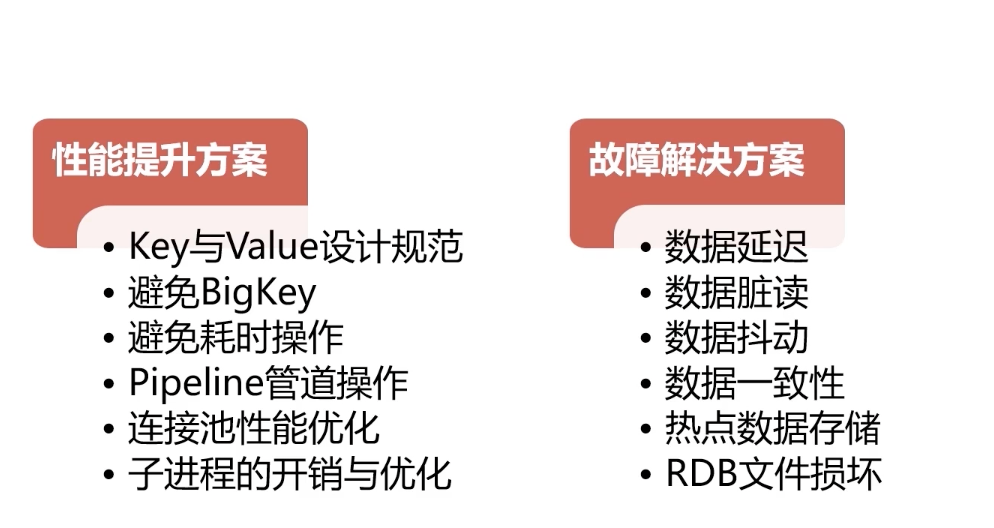 性能提升方案
• Key与Value设计规范
• 避免BigKey
• 避免耗时操作
• Pipeline管道操作
• 连接池性能优化
• 子进程的开销与优化
故障解决方案
• 数据延迟
• 数据脏读
• 数据抖动
• 数据一致性
• 热点数据存储
• RDB文件损坏